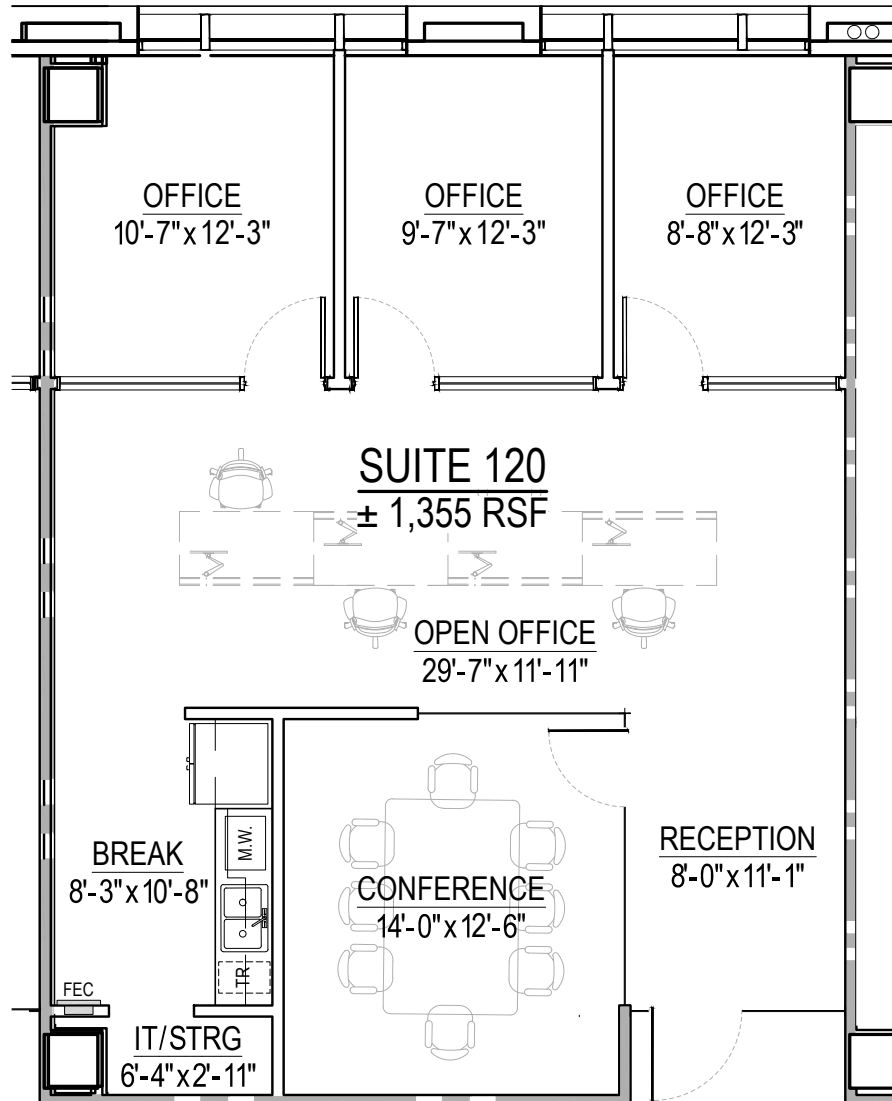 OFFICE
10'-7" x 12'-3"
OFFICE
9'-7" x 12'-3"
OFFICE
8'-8" x 12'-3"
SUITE 120
± 1,355 RSF
OPEN OFFICE
29'-7" x 11'-11"
M.W.
BREAK
8'-3" x 10'-8"
RECEPTION
8'-0" x 11'-1"
CONFERENCE
14'-0" x 12'-6"
TR
FEC
IT/STRG
6'-4" x 2'-11"